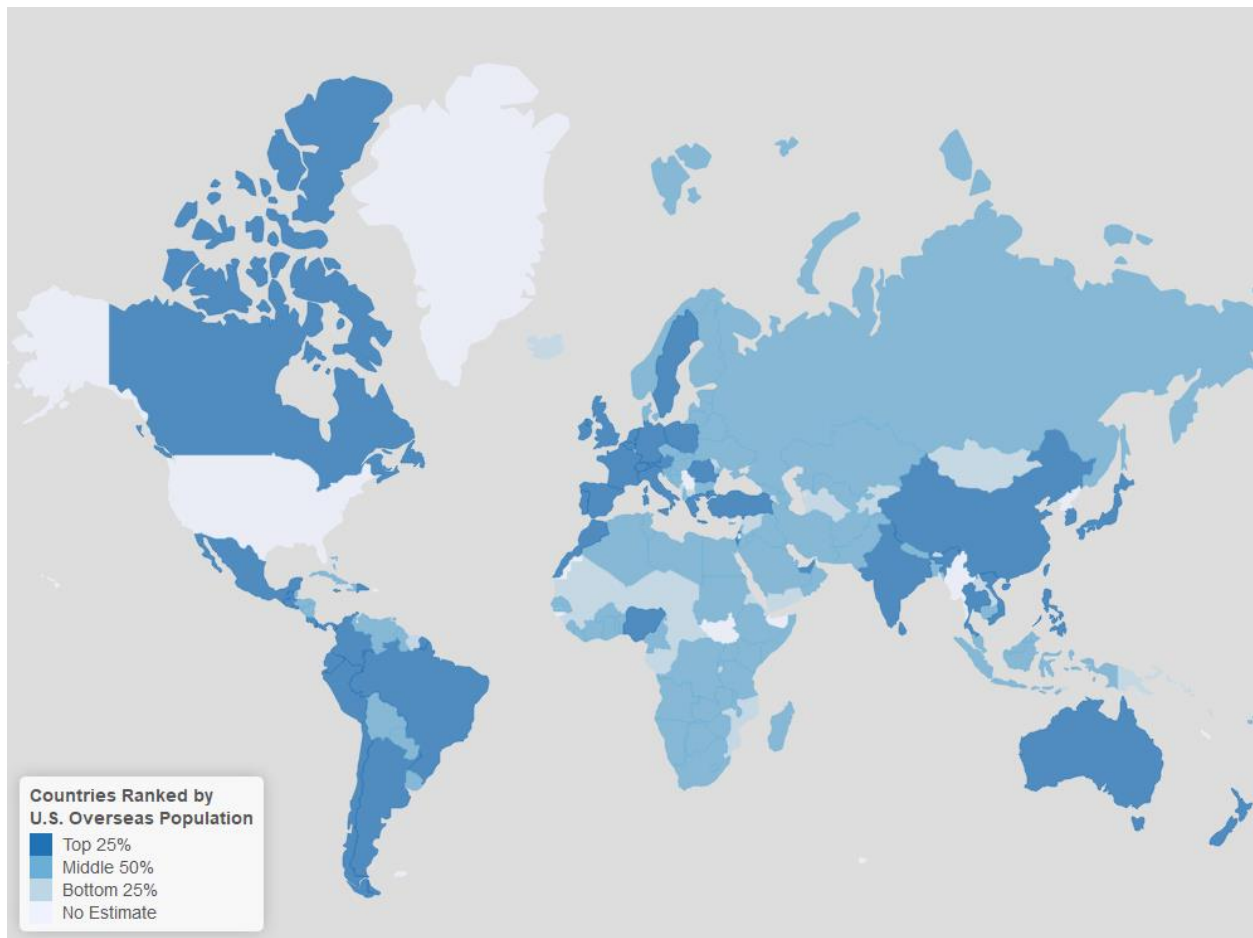 Countries Ranked by
U.S. Overseas Population
Top 25%
Middle 50%
Bottom 25%
No Estimate